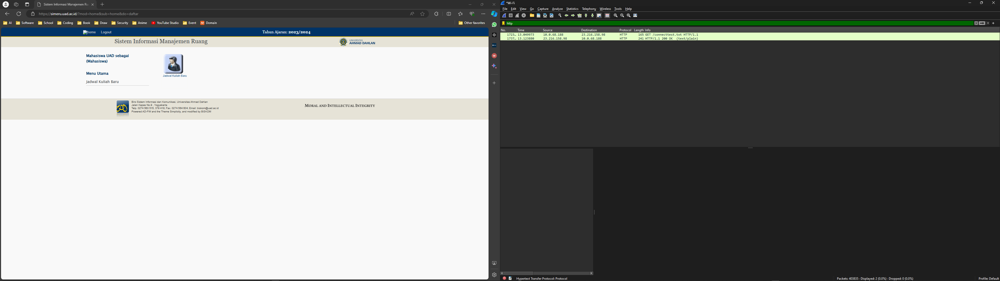 Sistem Informasi Manajemen Ru
https://simeru.uad.ac.id/?mod=home&sub=home&do=daftar
AI Software School Coding Book Draw Security Anime YouTube Studio Event Domain Other favorites
home Logout Tahun Ajaran: 2023/2024
Sistem Informasi Manajemen Ruang
UNIVERSITAS
AHMAD DAHLAN
Mahasiswa UAD sebagai
(Mahasiswa)
Menu Utama
Jadwal Kuliah Baru
Jadwal Kuliah Baru
Biro Sistem Informasi dan Komunikasi, Universitas Ahmad Dahlan
Jalan Kapas No.9 , Yogyakarta
Telp. 0274 563 515, 379 418; Fax. 0274 564 604; Email: biskom@uad.ac.id
Powered AD-FW and the Theme Simplicity, and modified by BISKOM
MORAL AND INTELLECTUAL INTEGRITY
W
*Wi-Fi
File Edit View Go Capture Analyze Statistics Telephony Wireless Tools Help
http
No. Time Source Destination Protocol Length Info
1723… 13.049973 10.0.68.188 23.216.158.98 HTTP 165 GET /connecttest.txt HTTP/1.1
1737… 13.123880 23.216.158.98 10.0.68.188 HTTP 241 HTTP/1.1 200 OK (text/plain)
Hypertext Transfer Protocol: Protocol
Packets: 403835 · Displayed: 2 (0.0%) · Dropped: 0 (0.0%)
Profile: Default